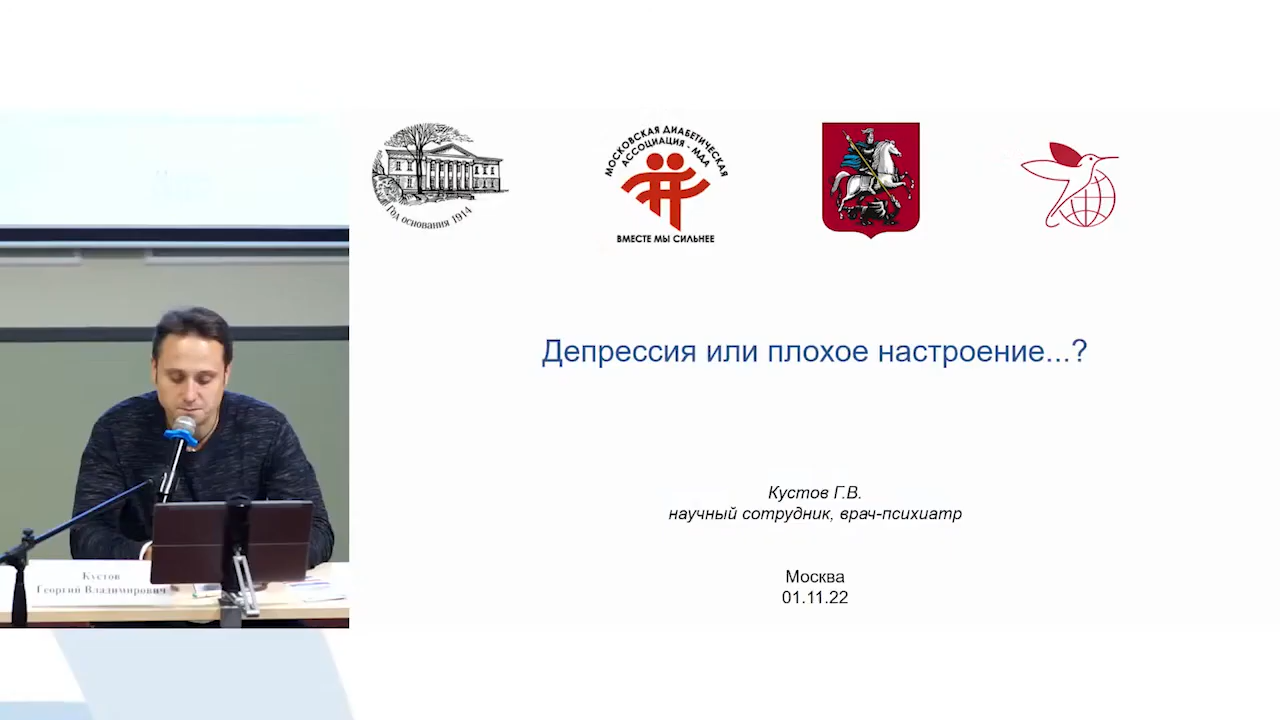 Год основания 1914
МОСКОВСКАЯ ДИАБЕТИЧЕСКАЯ
АССОЦИАЦИЯ - МДА
ВМЕСТЕ МЫ СИЛЬНЕЕ
Депрессия или плохое настроение...?
Кустов Г.В.
научный сотрудник, врач-психиатр
Москва
01.11.22
Кустов
Георгий Владимирович